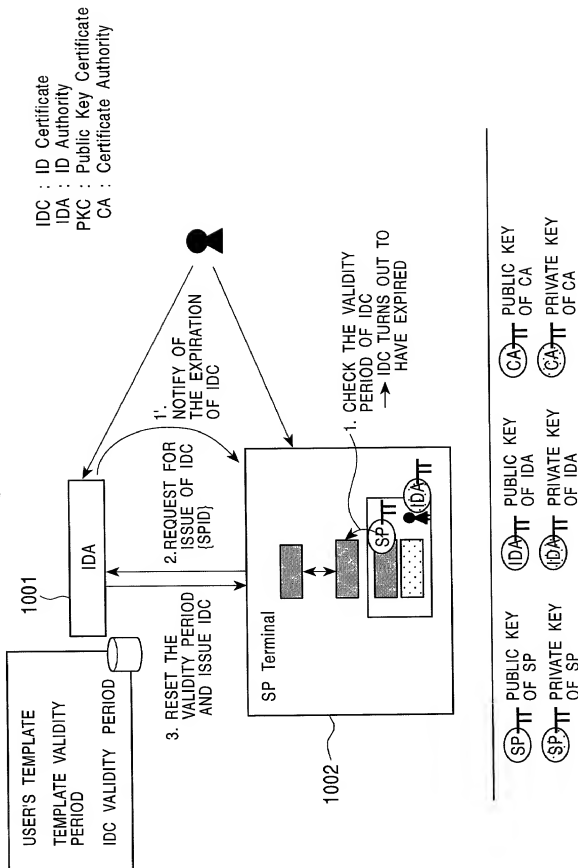 IDC : ID Certificate
IDA : ID Authority
PKC : Public Key Certificate
CA : Certificate Authority
USER'S TEMPLATE
TEMPLATE VALIDITY
PERIOD
IDC VALIDITY PERIOD
1001
IDA
3. RESET THE
VALIDITY PERIOD
AND ISSUE IDC
2.REQUEST FOR
ISSUE OF IDC
{SPID}
1'.
NOTIFY OF
THE EXPIRATION
OF IDC
SP Terminal
1002
SP
IDA
1. CHECK THE VALIDITY
PERIOD OF IDC
→ IDC TURNS OUT TO
HAVE EXPIRED
SP PUBLIC KEY
OF SP
IDA PUBLIC KEY
OF IDA
CA PUBLIC KEY
OF CA
SP PRIVATE KEY
OF SP
IDA PRIVATE KEY
OF IDA
CA PRIVATE KEY
OF CA